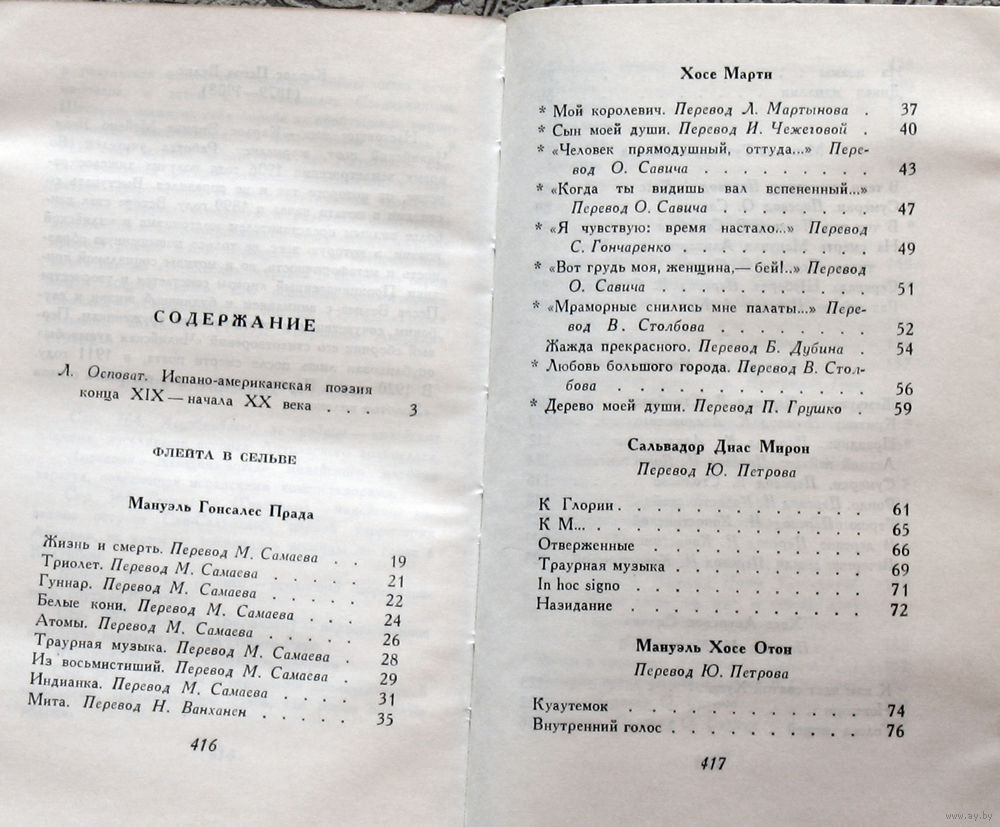 СОДЕРЖАНИЕ
Л. Осповат. Испано-американская поэзия
конца XIX — начала XX века . . . . 3
ФЛЕЙТА В СЕЛЬВЕ
Мануэль Гонсалес Прада
Жизнь и смерть. Перевод М. Самаева . . 19
Триолет. Перевод М. Самаева . . . . . 21
Гуннар. Перевод М. Самаева . . . . . 22
Белые кони. Перевод М. Самаева . . . . 24
Атомы. Перевод М. Самаева . . . . . 26
Траурная музыка. Перевод М. Самаева . . 28
Из восьмистиший. Перевод М. Самаева . . 29
Индианка. Перевод М. Самаева . . . . 31
Мита. Перевод Н. Ванханен . . . . . 35
416
Хосе Марти
* Мой королевич. Перевод Л. Мартынова . 37
* Сын моей души. Перевод И. Чежеговой . 40
* «Человек прямодушный, оттуда...» Пере-
вод О. Савича . . . . . . . . . 43
* «Когда ты видишь вал вспененный...»
Перевод О. Савича . . . . . . . 47
* «Я чувствую: время настало...» Перевод
С. Гончаренко . . . . . . . . . 49
* «Вот грудь моя, женщина,— бей!..» Перевод
О. Савича . . . . . . . . . . 51
* «Мраморные снились мне палаты...» Пере-
вод В. Столбова . . . . . . . . 52
Жажда прекрасного. Перевод Б. Дубина . 54
* Любовь большого города. Перевод В. Стол-
бова . . . . . . . . . . . . 56
* Дерево моей души. Перевод П. Грушко . 59
Сальвадор Диас Мирон
Перевод Ю. Петрова
К Глории . . . . . . . . . . . . . 61
К М... . . . . . . . . . . . . . 65
Отверженные . . . . . . . . . . . 66
Траурная музыка . . . . . . . . . . 69
In hoc signo . . . . . . . . . . . . 71
Назидание . . . . . . . . . . . . 72
Мануэль Хосе Отон
Перевод Ю. Петрова
Куаутемок . . . . . . . . . . . . 74
Внутренний голос . . . . . . . . . . 76
417
www.ay.by